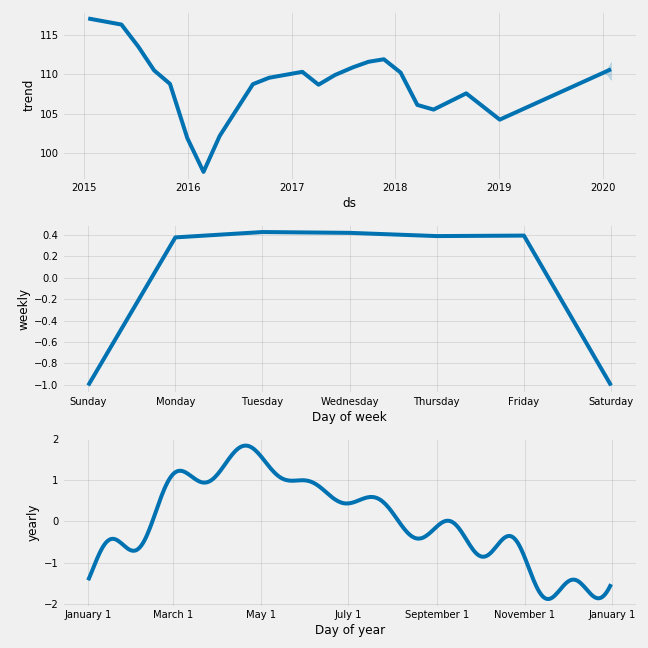 trend
115
110
105
100
2015 2016 2017 2018 2019 2020
ds
weekly
0.4
0.2
0.0
−0.2
−0.4
−0.6
−0.8
−1.0
Sunday Monday Tuesday Wednesday Thursday Friday Saturday
Day of week
yearly
2
1
0
−1
−2
January 1 March 1 May 1 July 1 September 1 November 1 January 1
Day of year